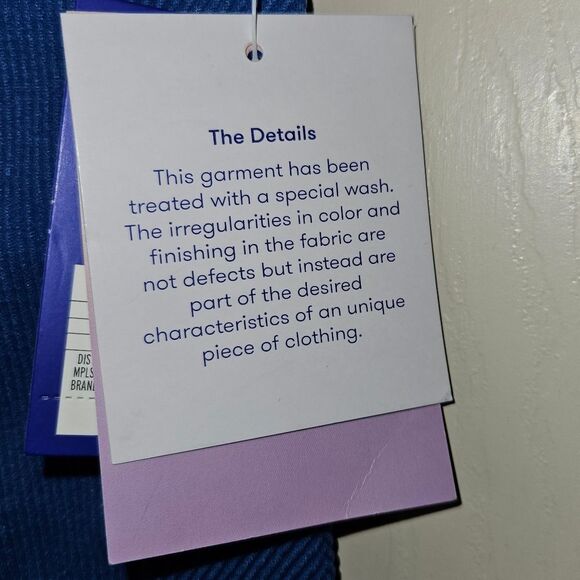 The Details
This garment has been
treated with a special wash.
The irregularities in color and
finishing in the fabric are
not defects but instead are
part of the desired
characteristics of an unique
piece of clothing.
DIS
MPLS
BRAND